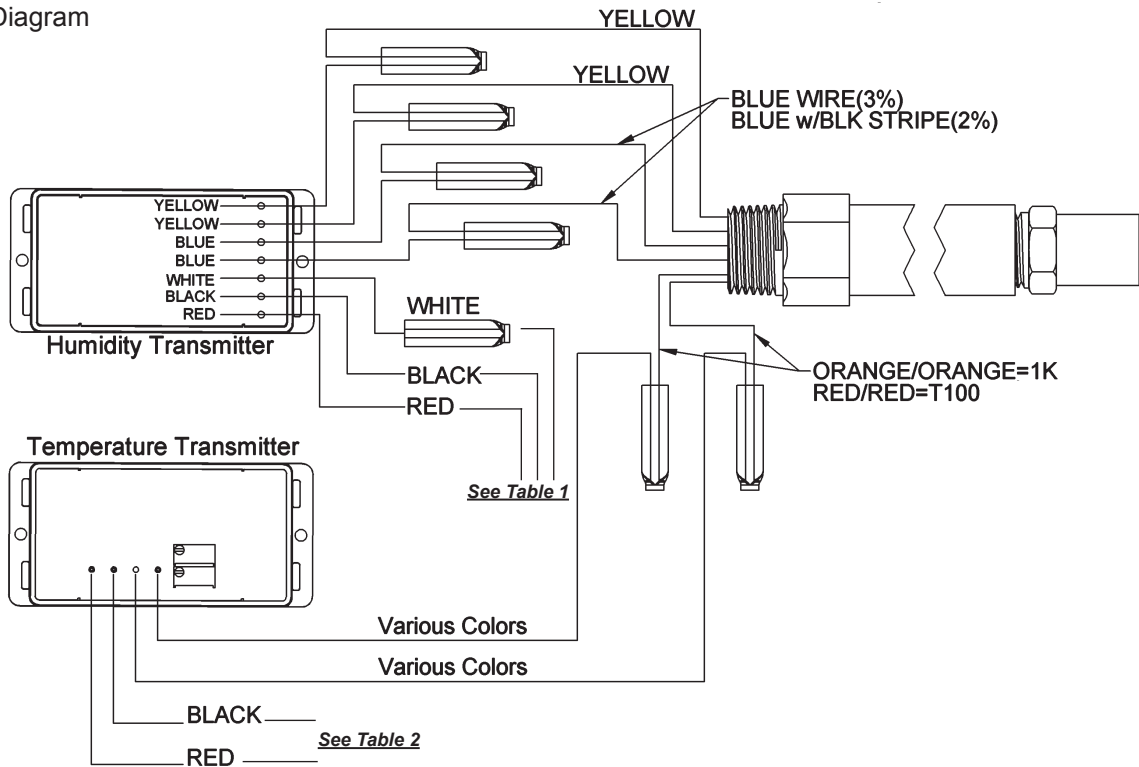 Diagram
YELLOW
YELLOW
BLUE WIRE(3%)
BLUE w/BLK STRIPE(2%)
YELLOW
YELLOW
BLUE
BLUE
WHITE
BLACK
RED
Humidity Transmitter
WHITE
BLACK
RED
ORANGE/ORANGE=1K
RED/RED=T100
See Table 1
Temperature Transmitter
Various Colors
Various Colors
BLACK
See Table 2
RED